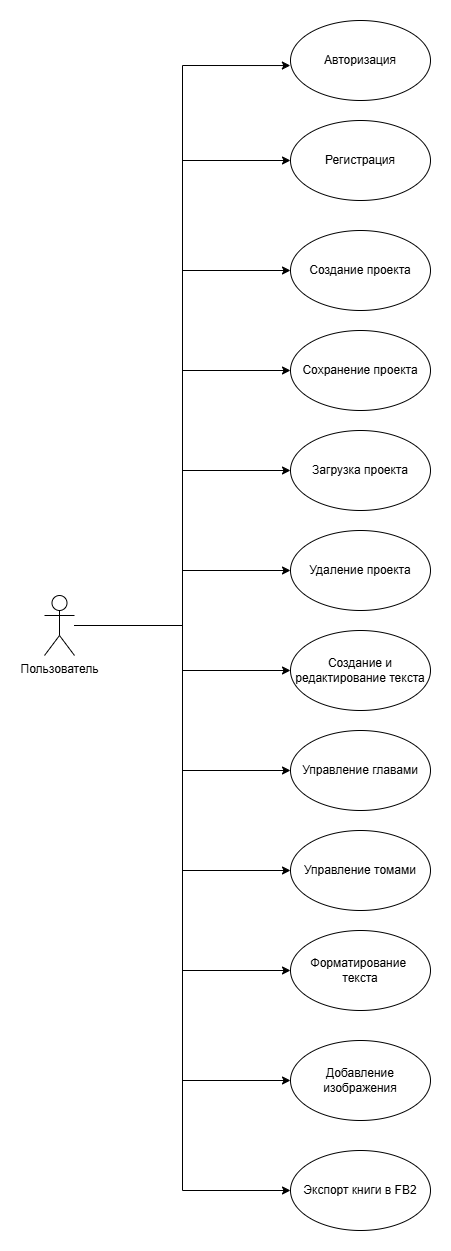 Авторизация
Регистрация
Создание проекта
Сохранение проекта
Загрузка проекта
Удаление проекта
Пользователь
Создание и
редактирование текста
Управление главами
Управление томами
Форматирование
текста
Добавление
изображения
Экспорт книги в FB2